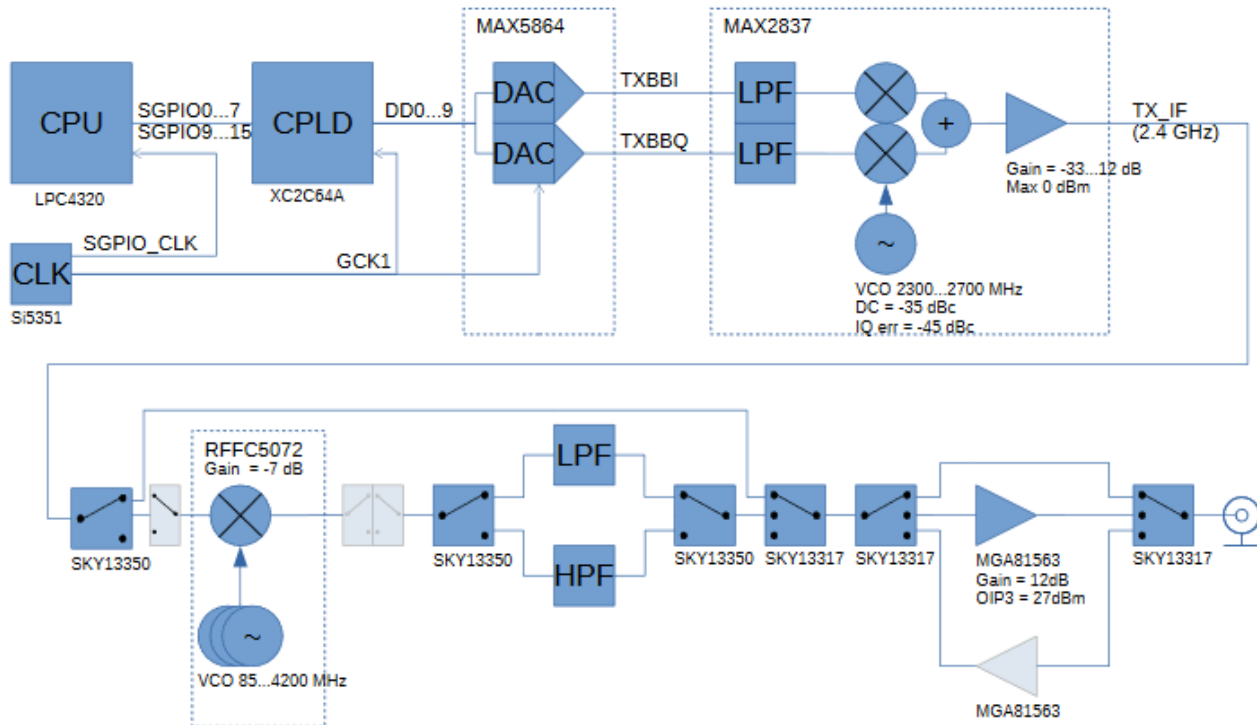 MAX5864
MAX2837
CPU
SGPIO0...7
SGPIO9...15
CPLD
DD0...9
DAC
DAC
TXBBI
TXBBQ
LPF
LPF
+
TX_IF
(2.4 GHz)
Gain = -33...12 dB
Max 0 dBm
LPC4320
XC2C64A
SGPIO_CLK
GCK1
CLK
Si5351
~
VCO 2300...2700 MHz
DC = -35 dBc
IQ err = -45 dBc
RFFC5072
Gain = -7 dB
LPF
HPF
SKY13350
SKY13350
SKY13350
SKY13317
SKY13317
MGA81563
Gain = 12dB
OIP3 = 27dBm
SKY13317
~
VCO 85...4200 MHz
MGA81563